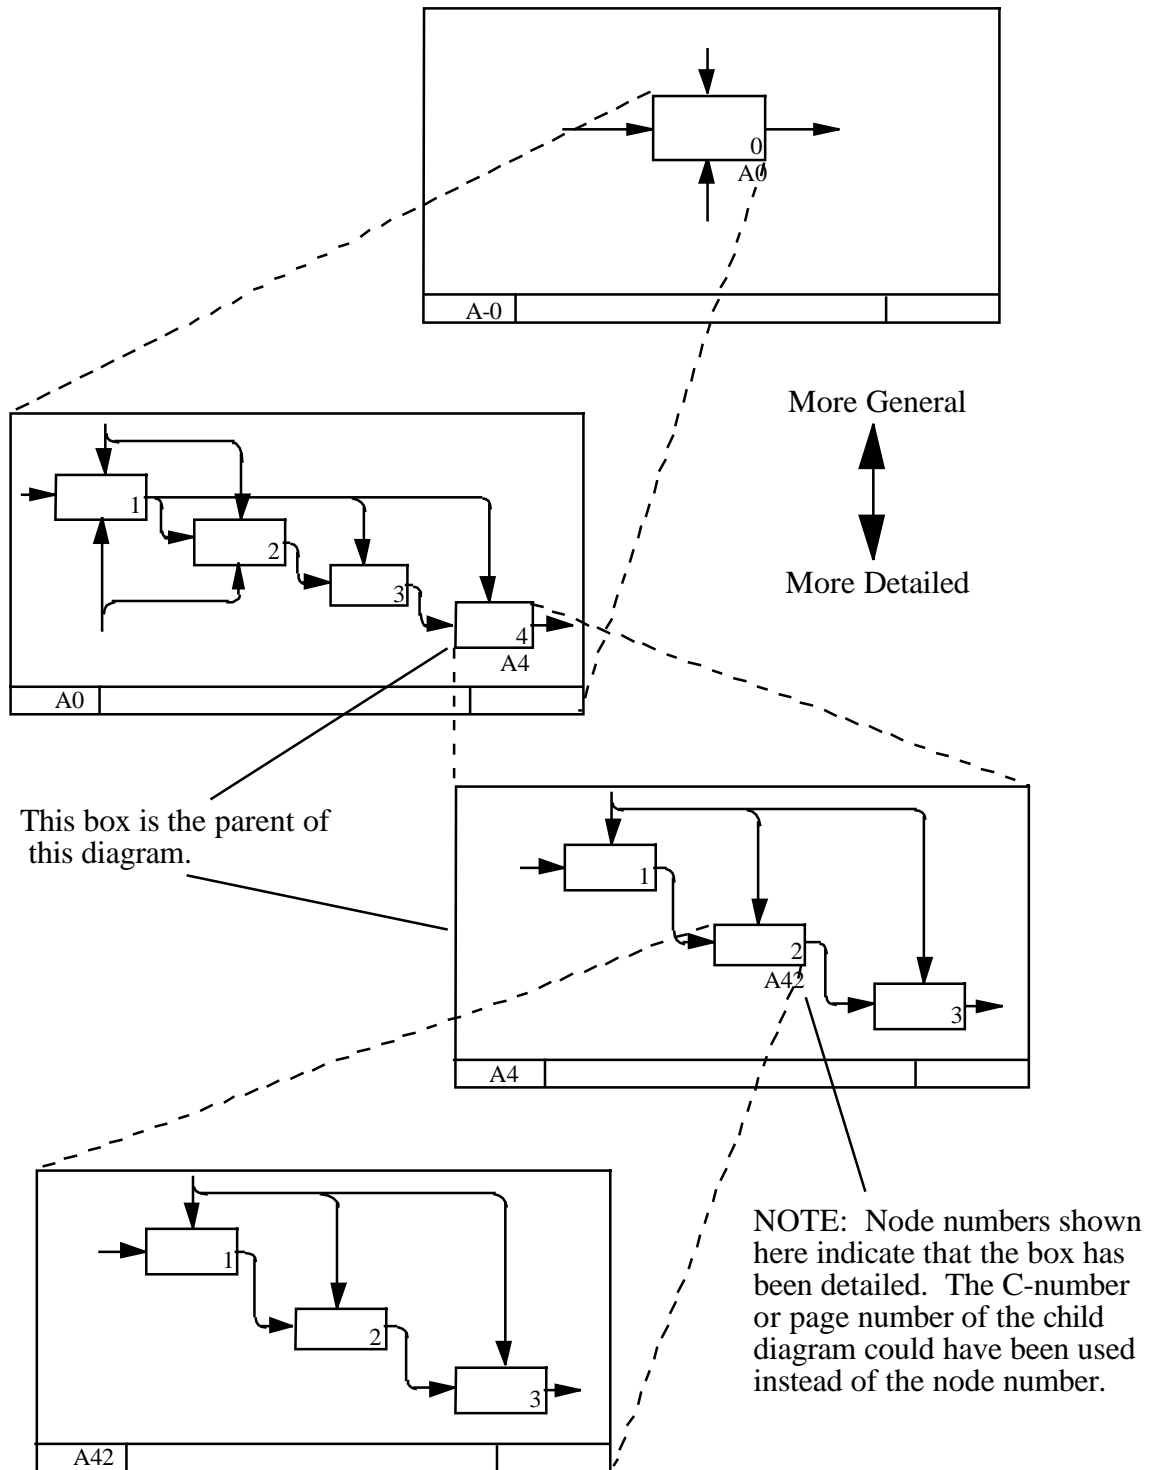 0
A0
A-0
More General
More Detailed
1
2
3
4
A4
A0
This box is the parent of
this diagram.
1
2
A42
3
A4
NOTE: Node numbers shown
here indicate that the box has
been detailed. The C-number
or page number of the child
diagram could have been used
instead of the node number.
1
2
3
A42